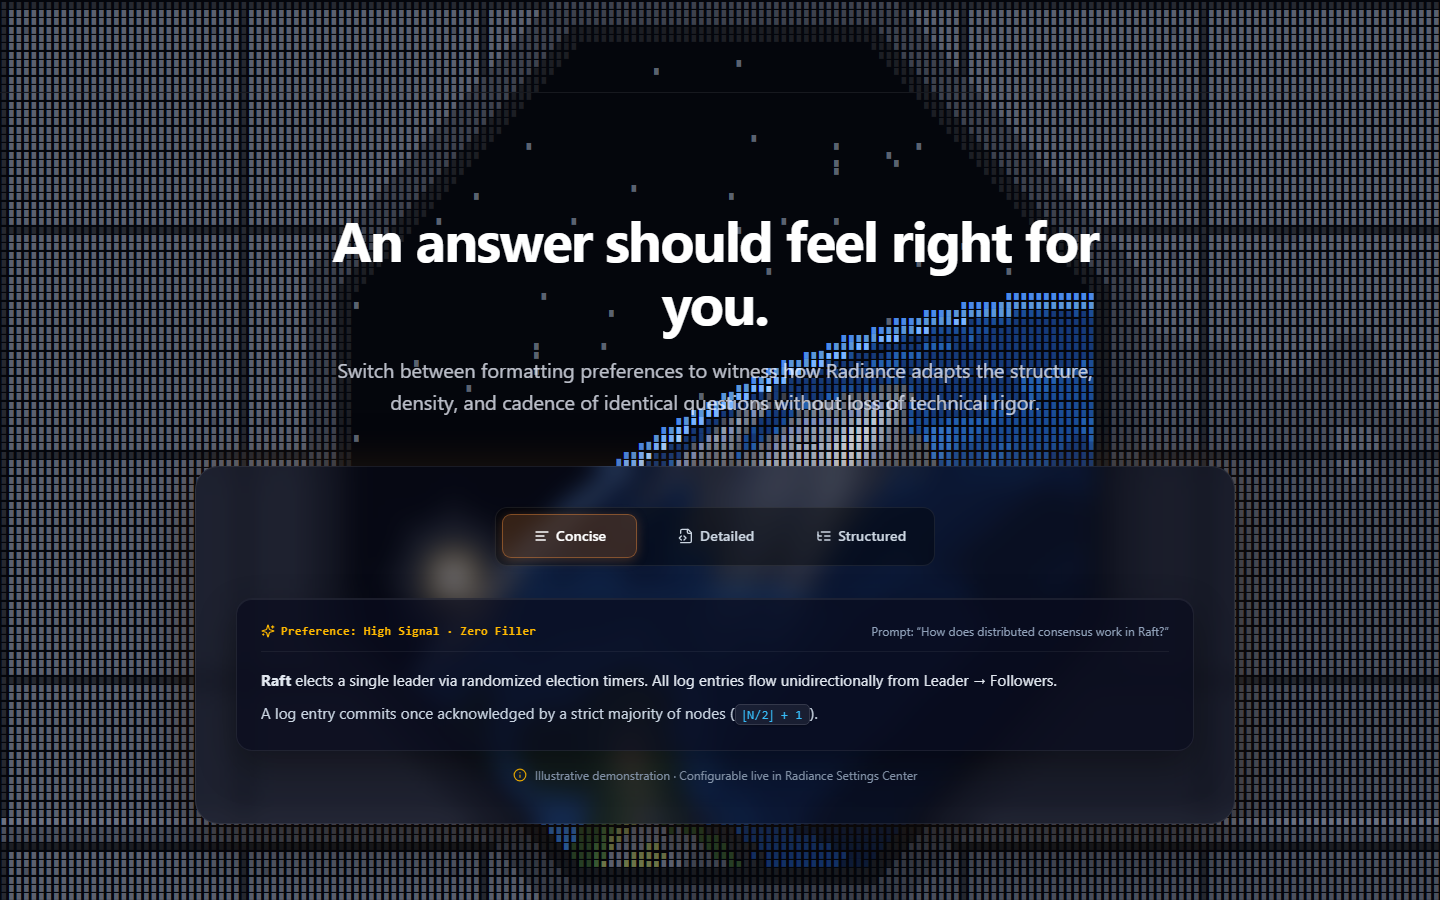 An answer should feel right for
you.
Switch between formatting preferences to witness how Radiance adapts the structure,
density, and cadence of identical questions without loss of technical rigor.
Concise
Detailed
Structured
Preference: High Signal · Zero Filler
Prompt: “How does distributed consensus work in Raft?”
Raft elects a single leader via randomized election timers. All log entries flow unidirectionally from Leader → Followers.
A log entry commits once acknowledged by a strict majority of nodes (⌊N/2⌋ + 1).
Illustrative demonstration · Configurable live in Radiance Settings Center